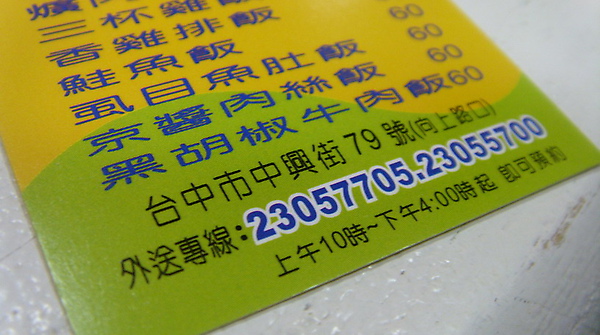 三杯雞飯
香雞排飯 60
鮭魚飯 60
虱目魚肚飯 60
京醬肉絲飯 60
黑胡椒牛肉飯 60
台中市中興街79號(向上路口)
外送專線:23057705.23055700
上午10時~下午4:00時起 即可預約